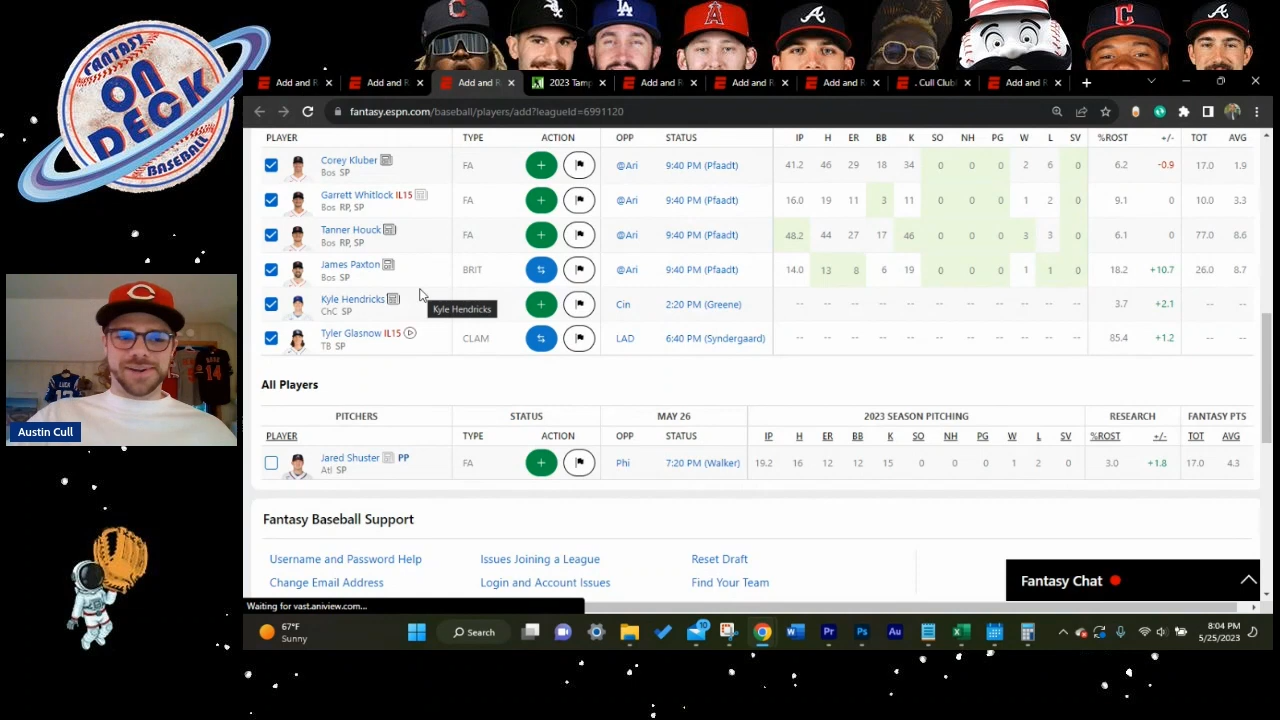 FANTASY
ON
DECK
BASEBALL
Add and R
Add and R
Add and R
2023 Tamp
Add and R
Add and R
Add and R
. Cull Club
Add and R
fantasy.espn.com/baseball/players/add?leagueId=6991120
PLAYER TYPE ACTION OPP STATUS IP H ER BB K SO NH PG W L SV %ROST +/- TOT AVG
Corey Kluber FA @Ari 9:40 PM (Pfaadt) 41.2 46 29 18 34 0 0 0 2 6 0 6.2 -0.9 17.0 1.9
Bos SP
Garrett Whitlock IL15 FA @Ari 9:40 PM (Pfaadt) 16.0 19 11 3 11 0 0 0 1 2 0 9.1 0 10.0 3.3
Bos RP, SP
Tanner Houck FA @Ari 9:40 PM (Pfaadt) 48.2 44 27 17 46 0 0 0 3 3 0 6.1 0 77.0 8.6
Bos RP, SP
James Paxton BRIT @Ari 9:40 PM (Pfaadt) 14.0 13 8 6 19 0 0 0 1 1 0 18.2 +10.7 26.0 8.7
Bos SP
Kyle Hendricks FA Cin 2:20 PM (Greene) -- -- -- -- -- -- -- -- -- -- -- 3.7 +2.1 -- --
ChC SP
Kyle Hendricks
Tyler Glasnow IL15 CLAM LAD 6:40 PM (Syndergaard) -- -- -- -- -- -- -- -- -- -- -- 85.4 +1.2 -- --
TB SP
All Players
PITCHERS STATUS MAY 26 2023 SEASON PITCHING RESEARCH FANTASY PTS
PLAYER TYPE ACTION OPP STATUS IP H ER BB K SO NH PG W L SV %ROST +/- TOT AVG
Jared Shuster PP FA Phi 7:20 PM (Walker) 19.2 16 12 12 15 0 0 0 1 2 0 3.0 +1.8 17.0 4.3
Atl SP
Fantasy Baseball Support
Username and Password Help Issues Joining a League Reset Draft
Change Email Address Login and Account Issues Find Your Team
Fantasy Chat
Waiting for vast.aniview.com...
67°F
Sunny
Search
10
8:04 PM
5/25/2023
LUCK
12
14
Austin Cull